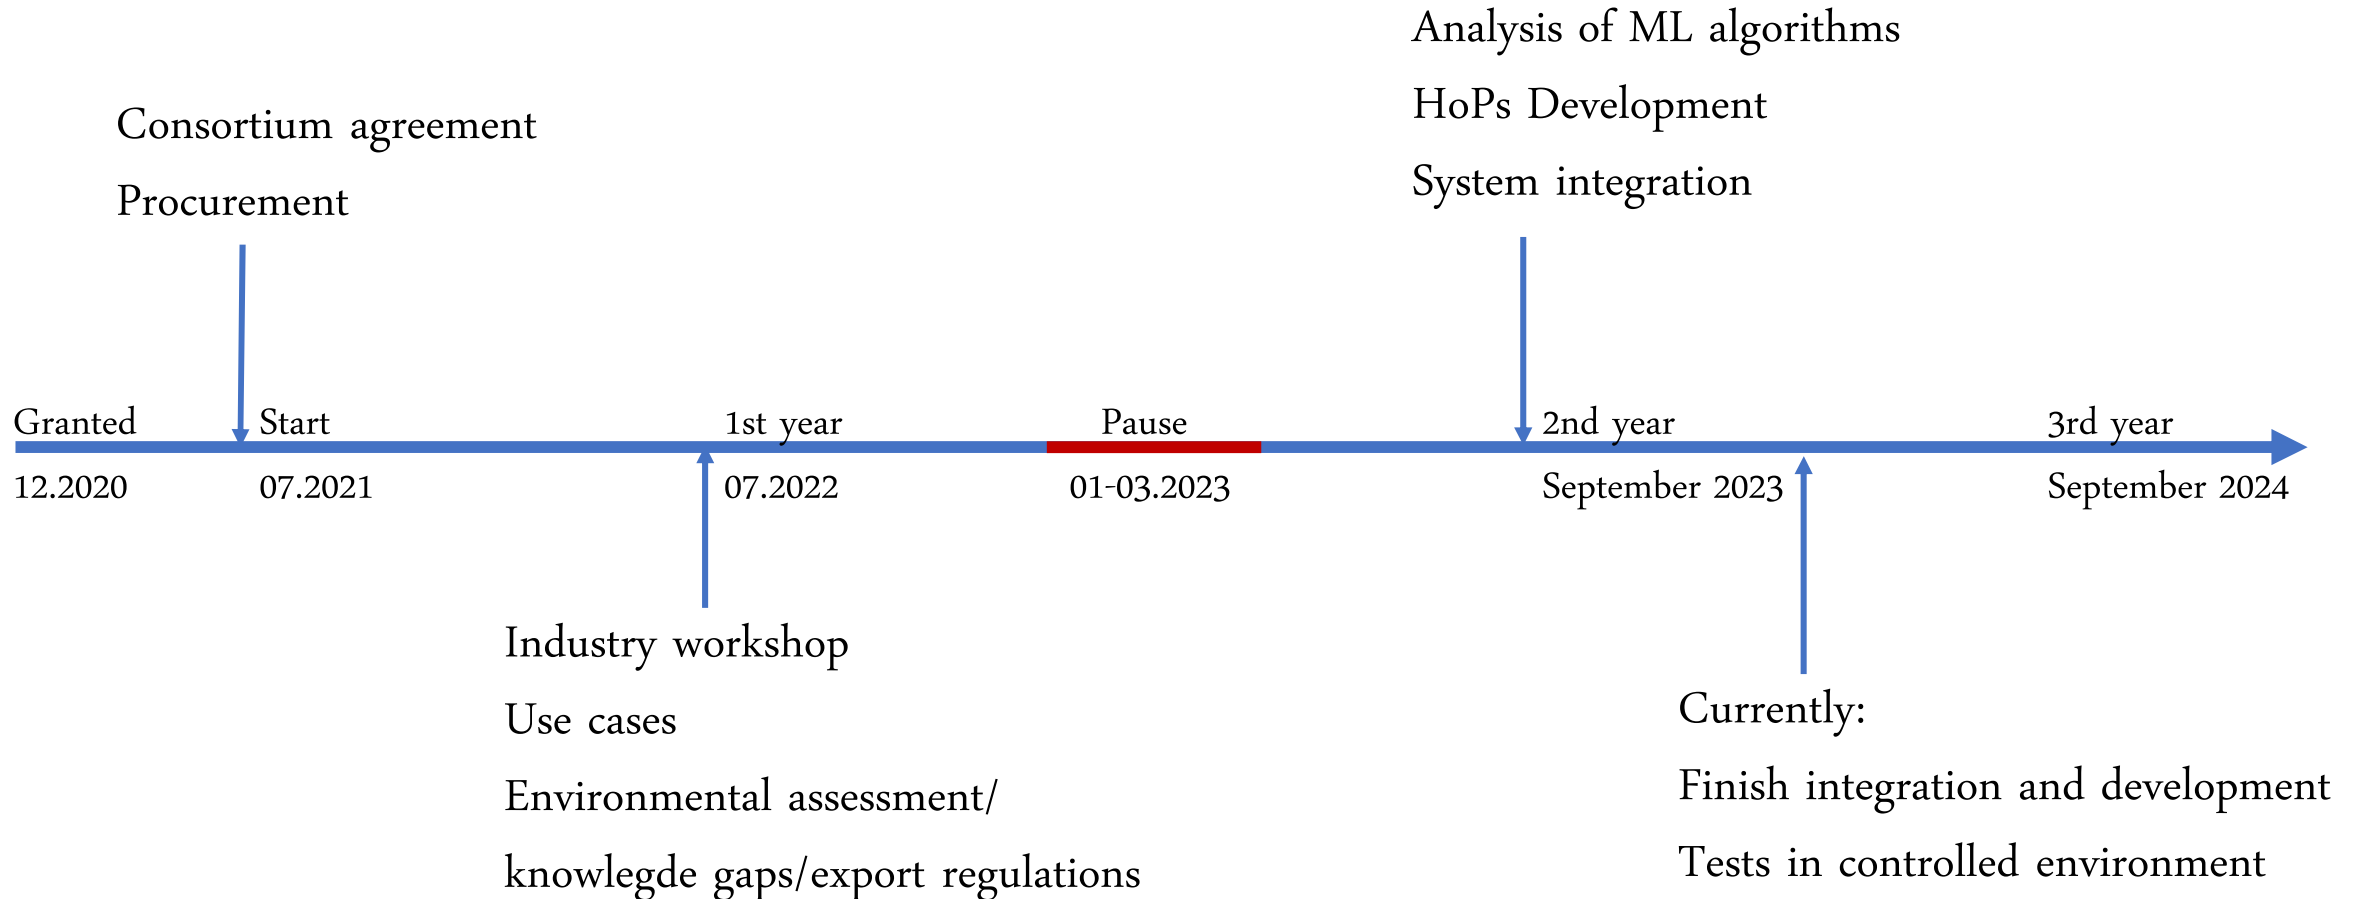 Analysis of ML algorithms
HoPs Development
System integration
Consortium agreement
Procurement
Granted
Start
1st year
Pause
2nd year
3rd year
12.2020
07.2021
07.2022
01-03.2023
September 2023
September 2024
Industry workshop
Use cases
Environmental assessment/
knowlegde gaps/export regulations
Currently:
Finish integration and development
Tests in controlled environment